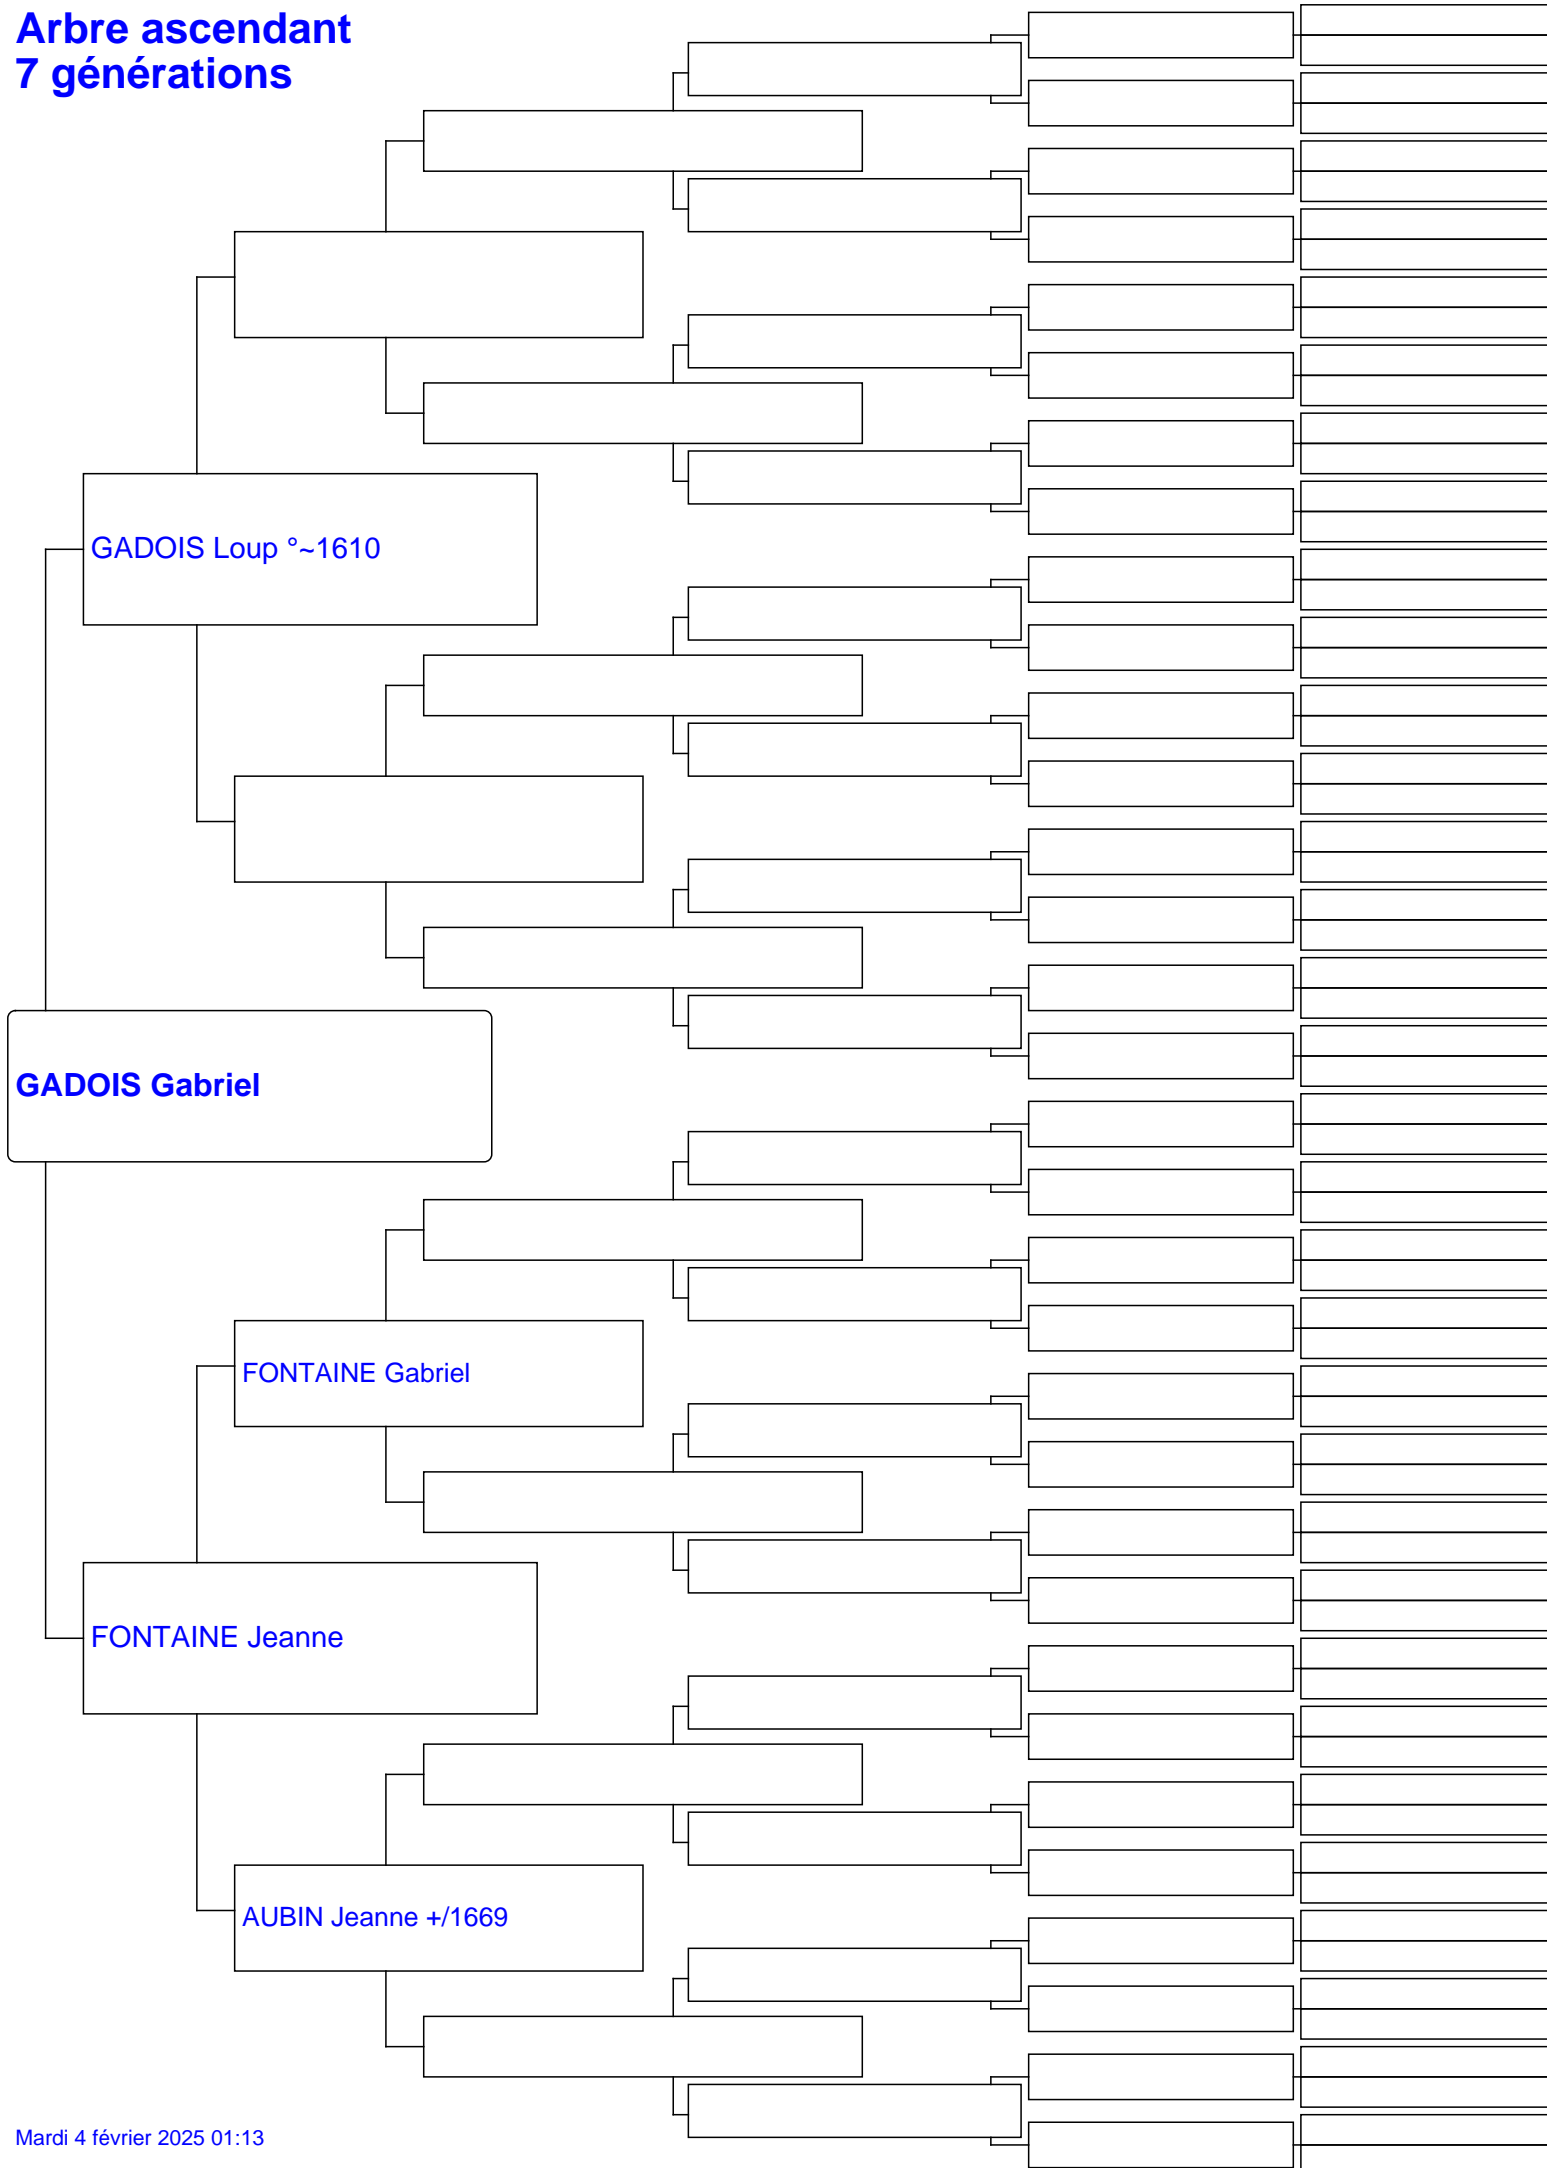 Arbre ascendant
7 générations
GADOIS Loup °~1610
GADOIS Gabriel
FONTAINE Gabriel
FONTAINE Jeanne
AUBIN Jeanne +/1669
Mardi 4 février 2025 01:13